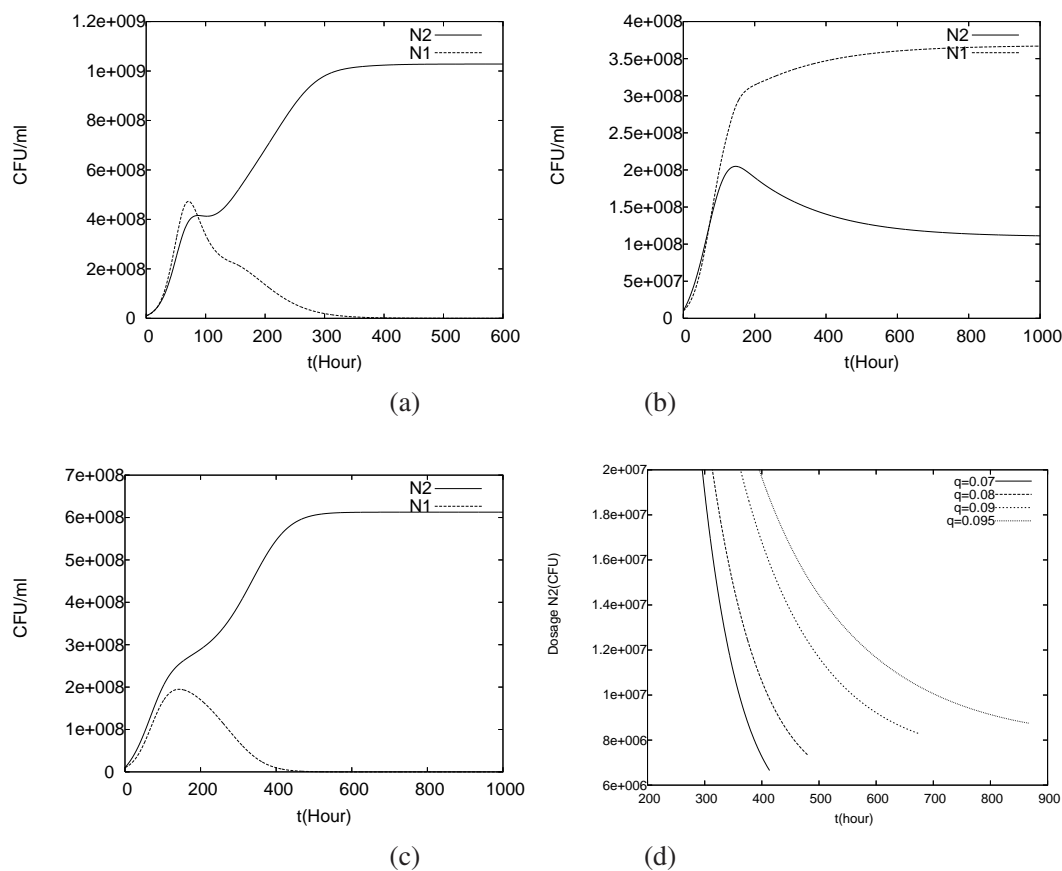 1.2e+009
1e+009
8e+008
6e+008
4e+008
2e+008
0
CFU/ml
N2
N1
0 100 200 300 400 500 600
t(Hour)
(a)
4e+008
3.5e+008
3e+008
2.5e+008
2e+008
1.5e+008
1e+008
5e+007
0
CFU/ml
N2
N1
0 200 400 600 800 1000
t(Hour)
(b)
7e+008
6e+008
5e+008
4e+008
3e+008
2e+008
1e+008
0
CFU/ml
N2
N1
0 200 400 600 800 1000
t(Hour)
(c)
2e+007
1.8e+007
1.6e+007
1.4e+007
1.2e+007
1e+007
8e+006
6e+006
Dosage N2(CFU)
q=0.07
q=0.08
q=0.09
q=0.095
200 300 400 500 600 700 800 900
t(hour)
(d)